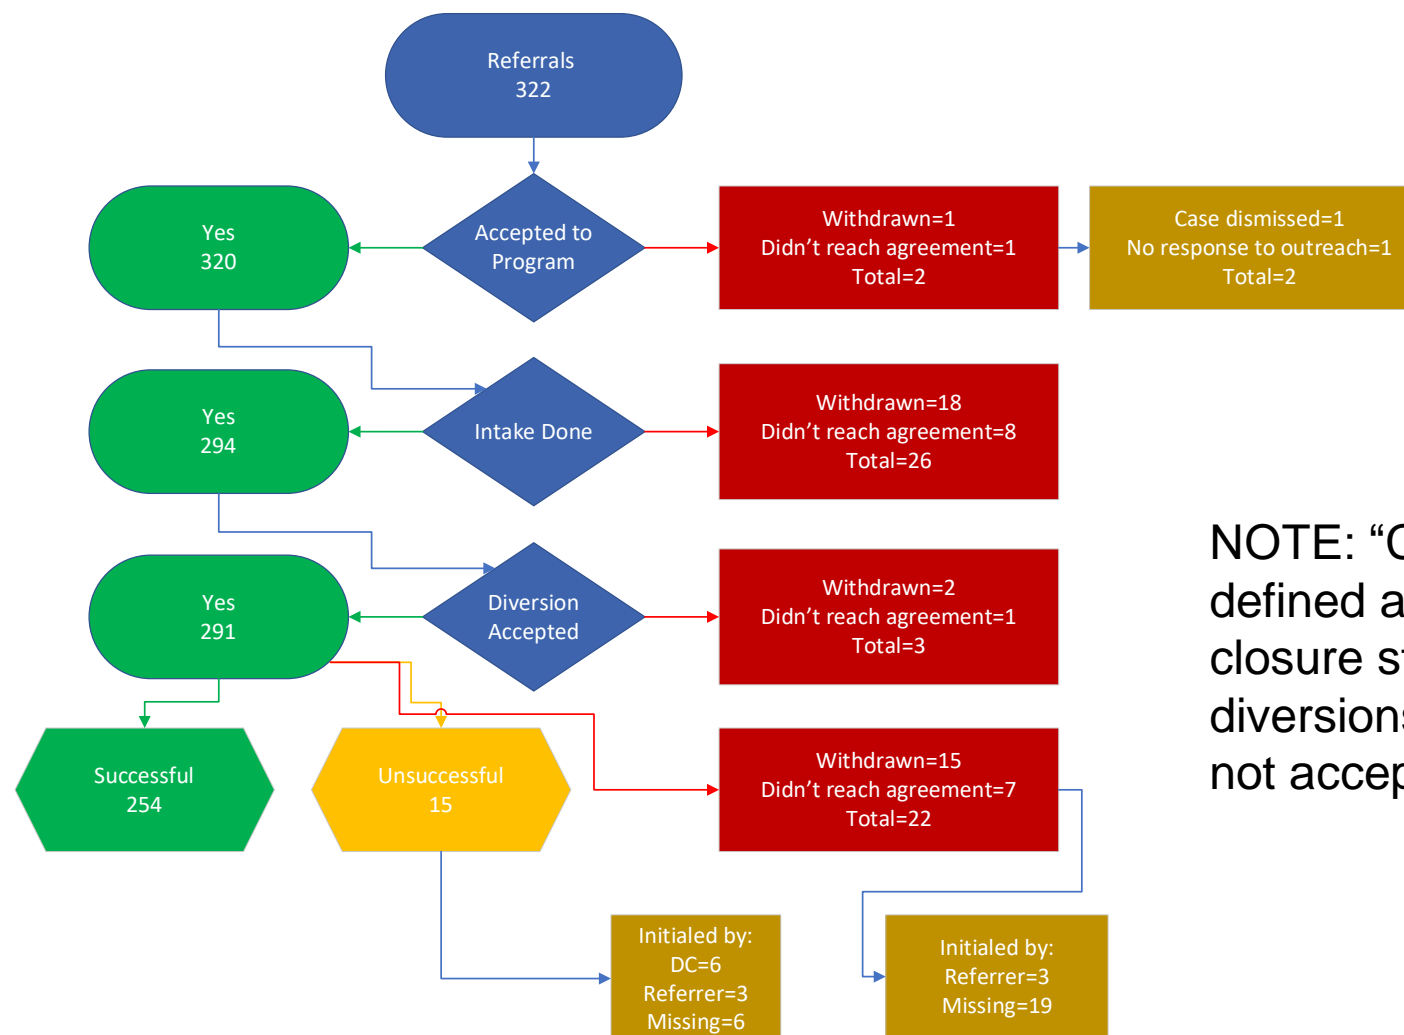 Referrals
322
Accepted to
Program
Yes
320
Withdrawn=1
Didn’t reach agreement=1
Total=2
Case dismissed=1
No response to outreach=1
Total=2
Intake Done
Yes
294
Withdrawn=18
Didn’t reach agreement=8
Total=26
Diversion
Accepted
Yes
291
Withdrawn=2
Didn’t reach agreement=1
Total=3
Successful
254
Unsuccessful
15
Withdrawn=15
Didn’t reach agreement=7
Total=22
Initialed by:
DC=6
Referrer=3
Missing=6
Initialed by:
Referrer=3
Missing=19
NOTE:
defined
closure
diversions
not